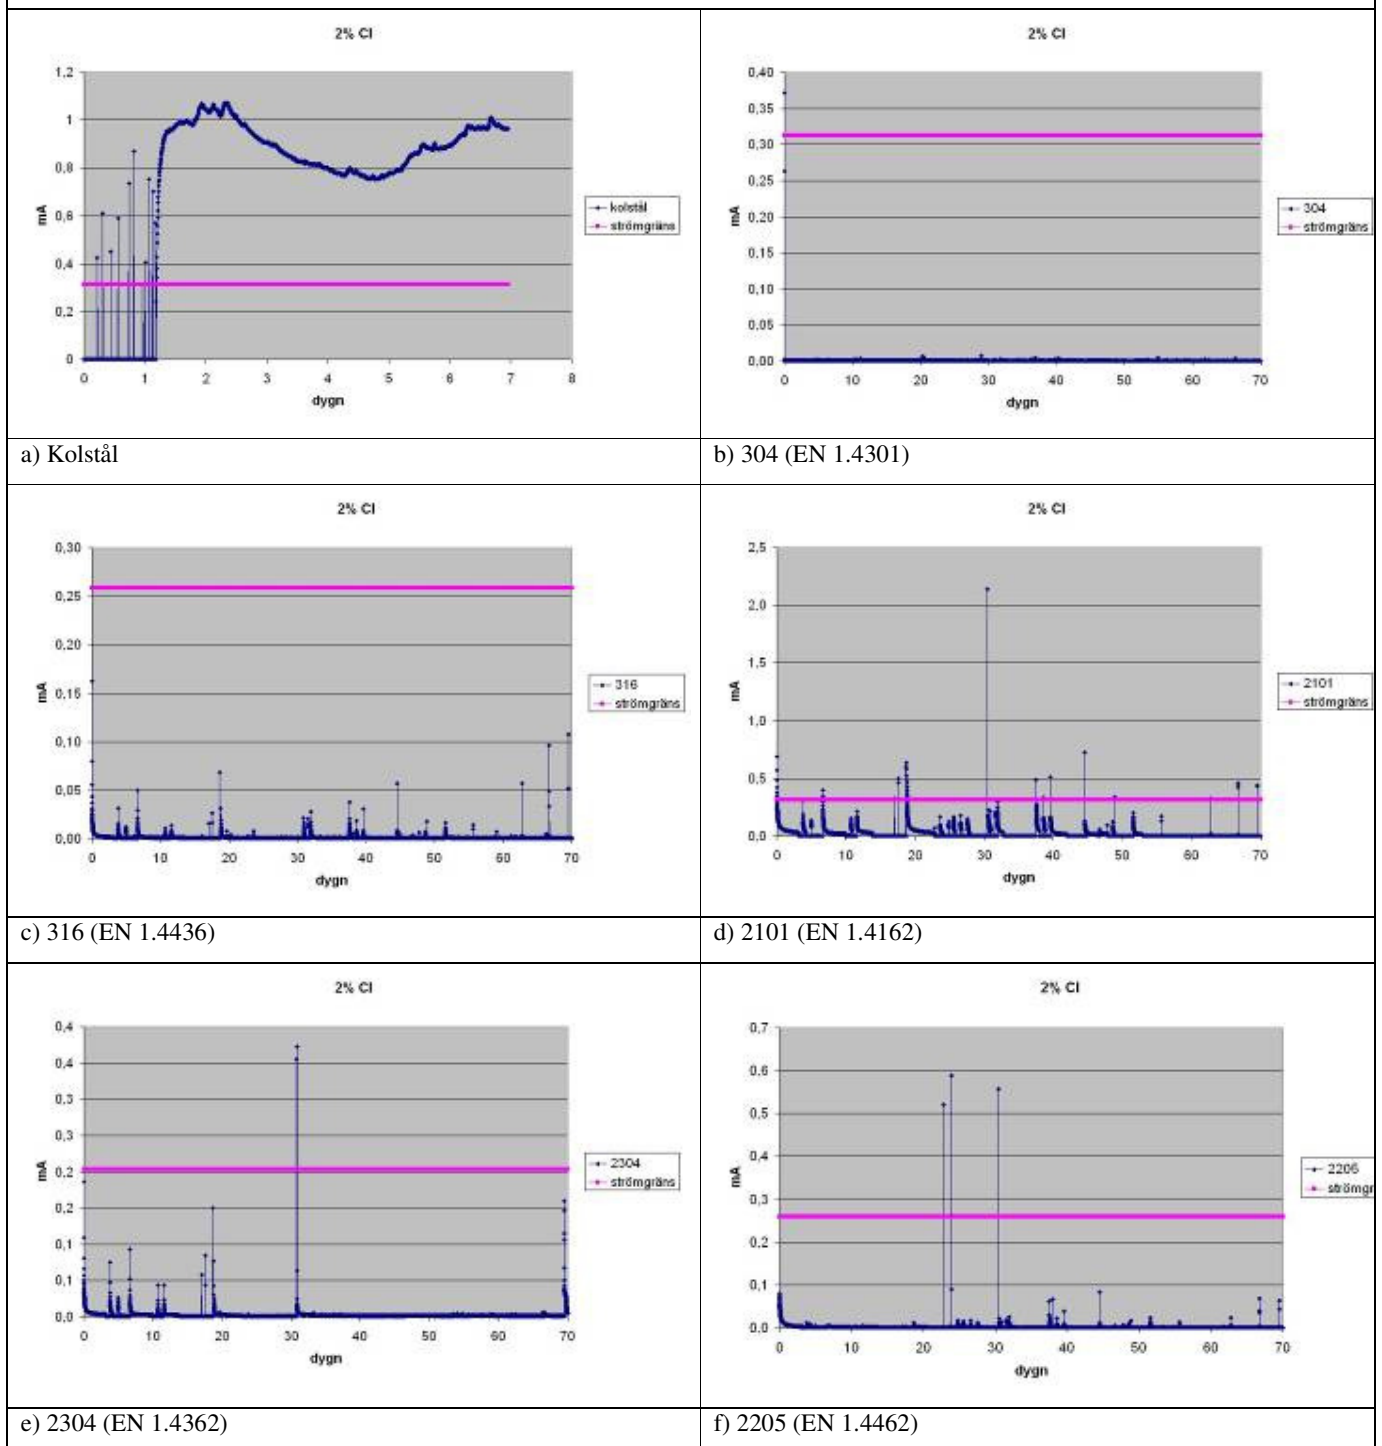 2% Cl
1,2
1
0,8
0,6
0,4
0,2
0
mA
0 1 2 3 4 5 6 7 8
dygn
kolstål
strömgräns
2% Cl
0,40
0,35
0,30
0,25
0,20
0,15
0,10
0,05
0,00
mA
0 10 20 30 40 50 60 70
dygn
304
strömgräns
a) Kolstål
b) 304 (EN 1.4301)
2% Cl
0,30
0,25
0,20
0,15
0,10
0,05
0,00
mA
0 10 20 30 40 50 60 70
dygn
316
strömgräns
2% Cl
2,5
2,0
1,5
1,0
0,5
0,0
mA
0 10 20 30 40 50 60 70
dygn
2101
strömgräns
c) 316 (EN 1.4436)
d) 2101 (EN 1.4162)
2% Cl
0,4
0,4
0,3
0,3
0,2
0,2
0,1
0,1
0,0
mA
0 10 20 30 40 50 60 70
dygn
2304
strömgräns
2% Cl
0,7
0,6
0,5
0,4
0,3
0,2
0,1
0,0
mA
0 10 20 30 40 50 60 70
dygn
2205
strömgr
e) 2304 (EN 1.4362)
f) 2205 (EN 1.4462)